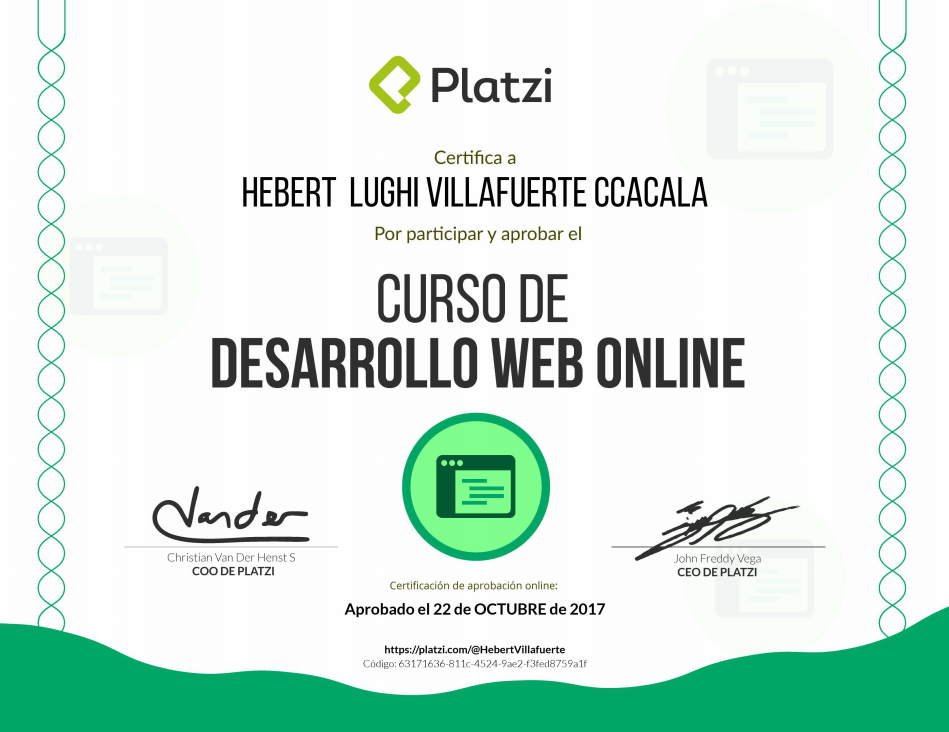 Platzi
Certifica a
HEBERT LUGHI VILLAFUERTE CCACALA
Por participar y aprobar el
CURSO DE
DESARROLLO WEB ONLINE
Vander
Christian Van Der Henst S
COO DE PLATZI
John Freddy Vega
CEO DE PLATZI
Certificación de aprobación online:
Aprobado el 22 de OCTUBRE de 2017
https://platzi.com/@HebertVillafuerte
Código: 63171636-811c-4524-9ae2-f3fed8759a1f